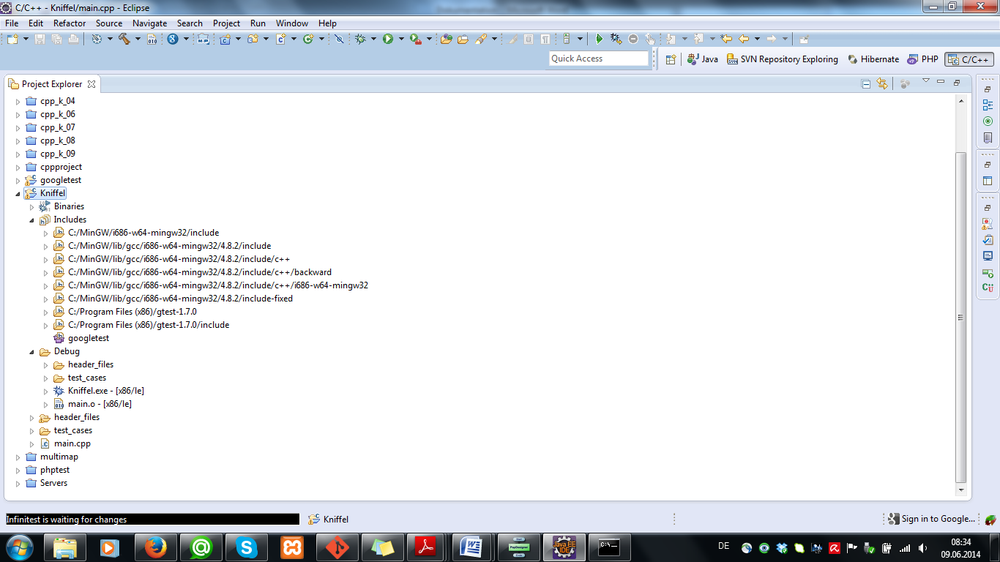 C/C++ - Kniffel/main.cpp - Eclipse
File Edit Refactor Source Navigate Search Project Run Window Help
Quick Access Java SVN Repository Exploring Hibernate PHP C/C++
Project Explorer
cpp_k_04
cpp_k_06
cpp_k_07
cpp_k_08
cpp_k_09
cppproject
googletest
Kniffel
Binaries
Includes
C:/MinGW/i686-w64-mingw32/include
C:/MinGW/lib/gcc/i686-w64-mingw32/4.8.2/include
C:/MinGW/lib/gcc/i686-w64-mingw32/4.8.2/include/c++
C:/MinGW/lib/gcc/i686-w64-mingw32/4.8.2/include/c++/backward
C:/MinGW/lib/gcc/i686-w64-mingw32/4.8.2/include/c++/i686-w64-mingw32
C:/MinGW/lib/gcc/i686-w64-mingw32/4.8.2/include-fixed
C:/Program Files (x86)/gtest-1.7.0
C:/Program Files (x86)/gtest-1.7.0/include
googletest
Debug
header_files
test_cases
Kniffel.exe - [x86/le]
main.o - [x86/le]
header_files
test_cases
main.cpp
multimap
phptest
Servers
Infinitest is waiting for changes Kniffel Sign in to Google...
DE 08:34
09.06.2014